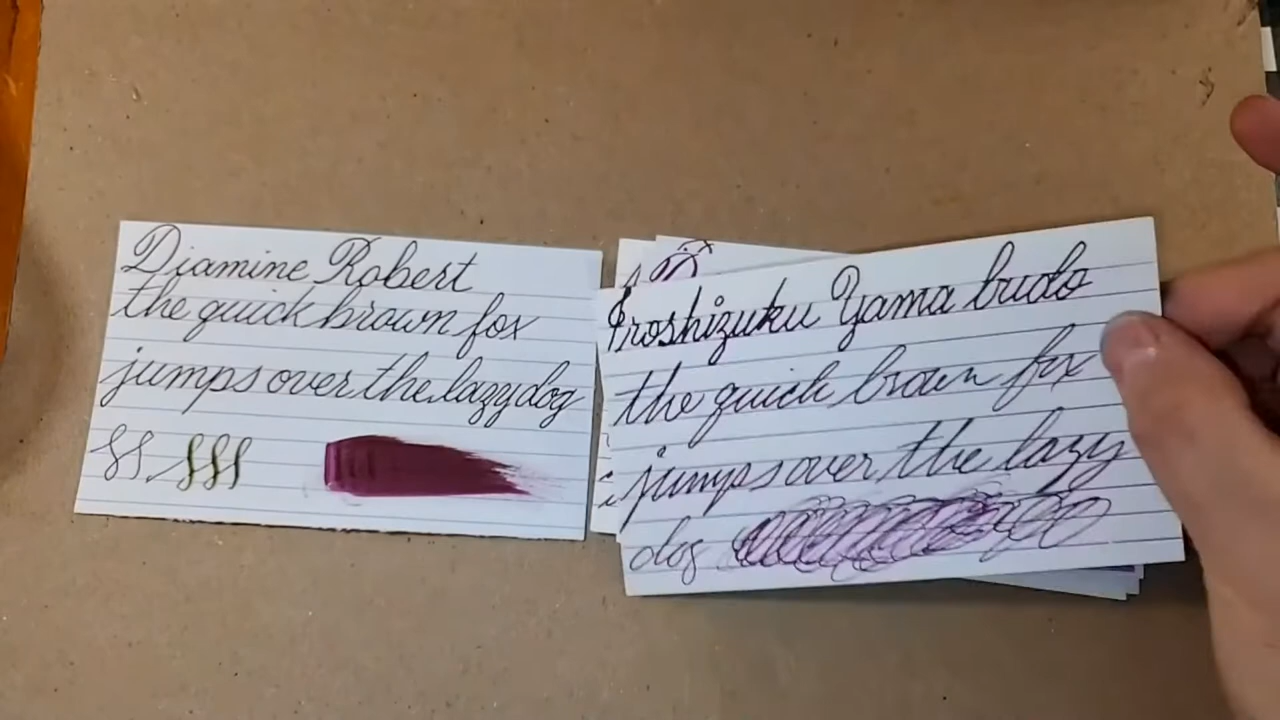 Diamine Robert
the quick brown fox
jumps over the lazy dog
Iroshizuku Yama budo
the quick brown fox
jumps over the lazy
dog